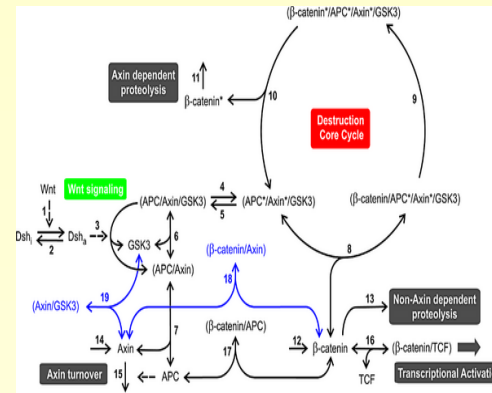 (β-catenin*/APC*/Axin*/GSK3)
Axin dependent
proteolysis
11
β-catenin*
10
9
Destruction
Core Cycle
Wnt signaling
Wnt
1
Dshi
2
Dsha
3
(APC/Axin/GSK3)
4
5
(APC*/Axin*/GSK3)
(β-catenin/APC*/Axin*/GSK3)
GSK3
6
(APC/Axin)
(β-catenin/Axin)
8
18
(Axin/GSK3)
19
7
(β-catenin/APC)
13
Non-Axin dependent
proteolysis
14
Axin
17
12
β-catenin
16
(β-catenin/TCF)
Axin turnover
15
APC
TCF
Transcriptional Activati